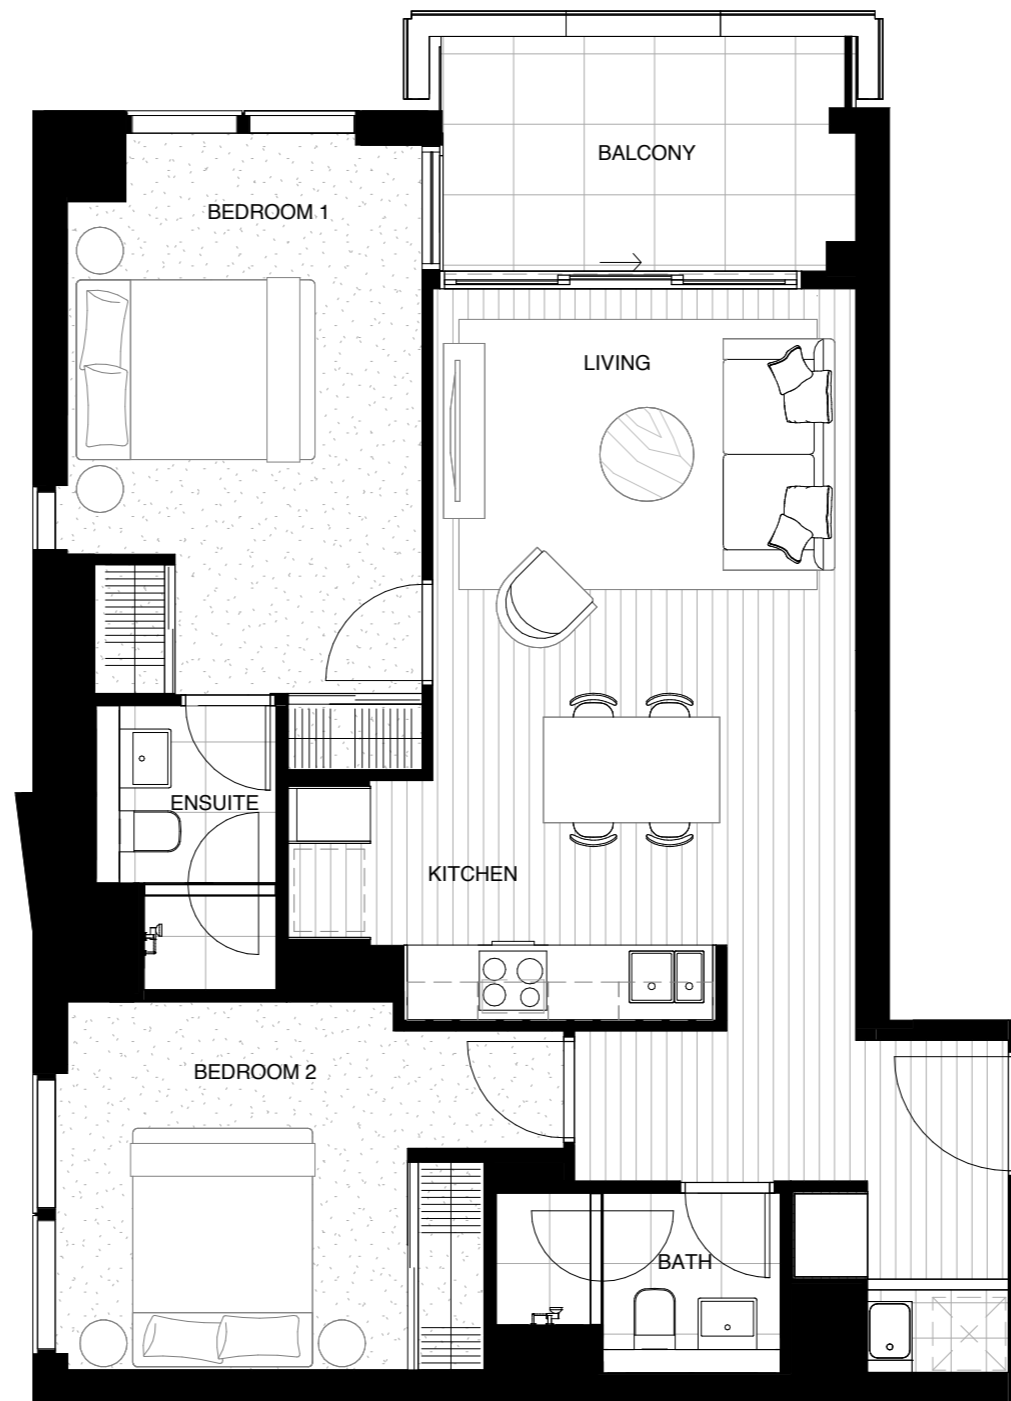 BALCONY
BEDROOM 1
LIVING
ENSUITE
KITCHEN
BEDROOM 2
BATH